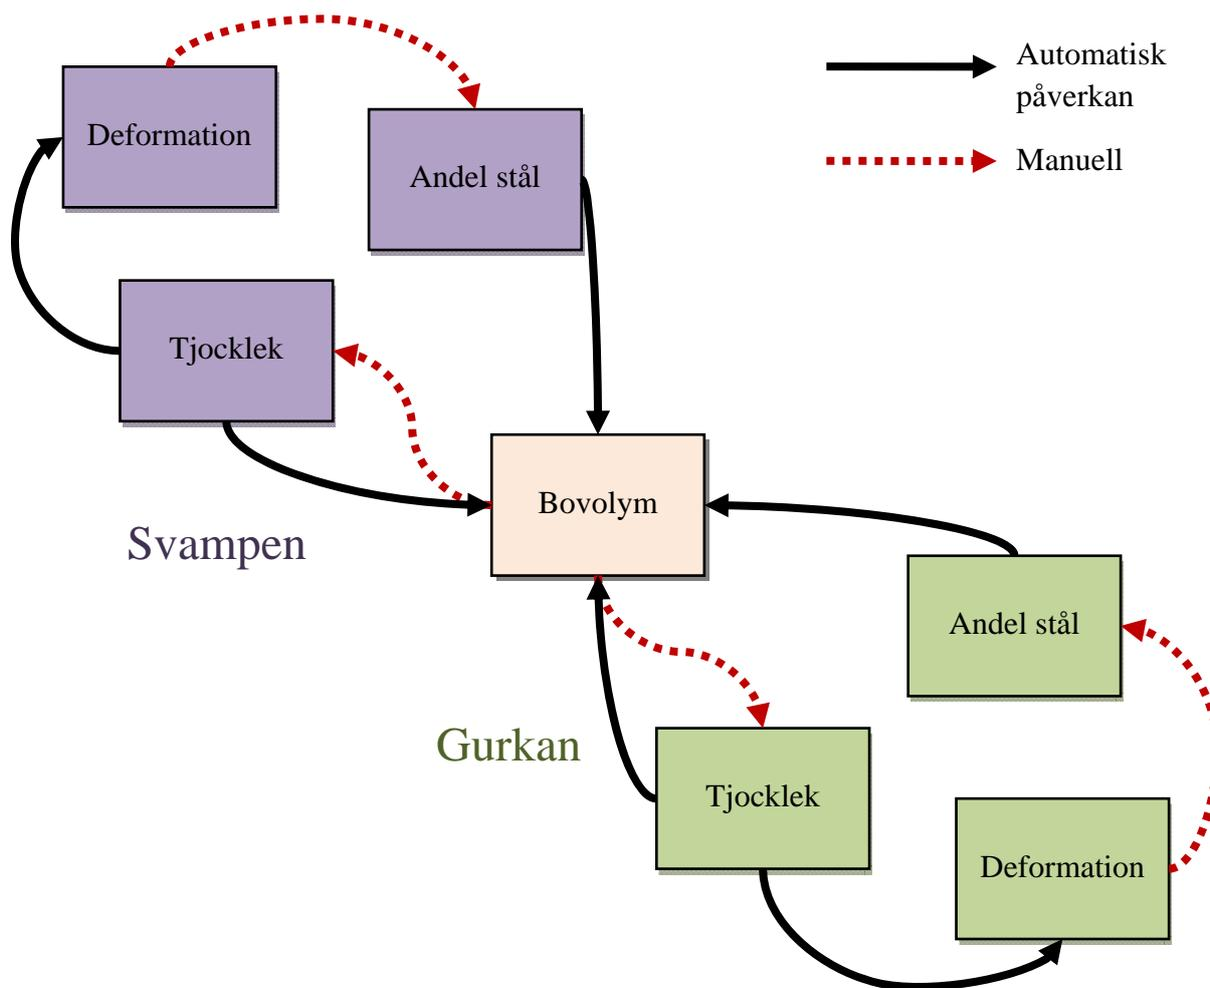 Automatisk
påverkan
Manuell
Deformation
Andel stål
Tjocklek
Bovolym
Svampen
Andel stål
Gurkan
Tjocklek
Deformation